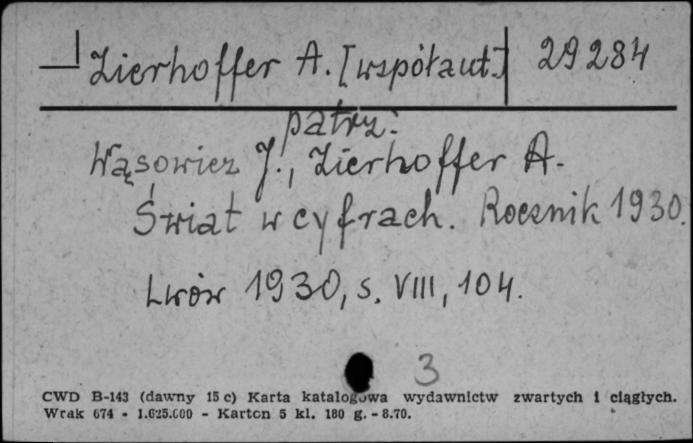 Zierhoffer A. [współaut.] 29284
patrz:
Wąsowicz J., Zierhoffer A.
Świat w cyfrach. Rocznik 1930.
Lwów 1930, s. VIII, 104.
3
CWD B-143 (dawny 15 c) Karta katalogowa wydawnictw zwartych i ciągłych.
Wrak 674 - 1.625.000 - Karton 5 kl. 180 g. - 8.70.